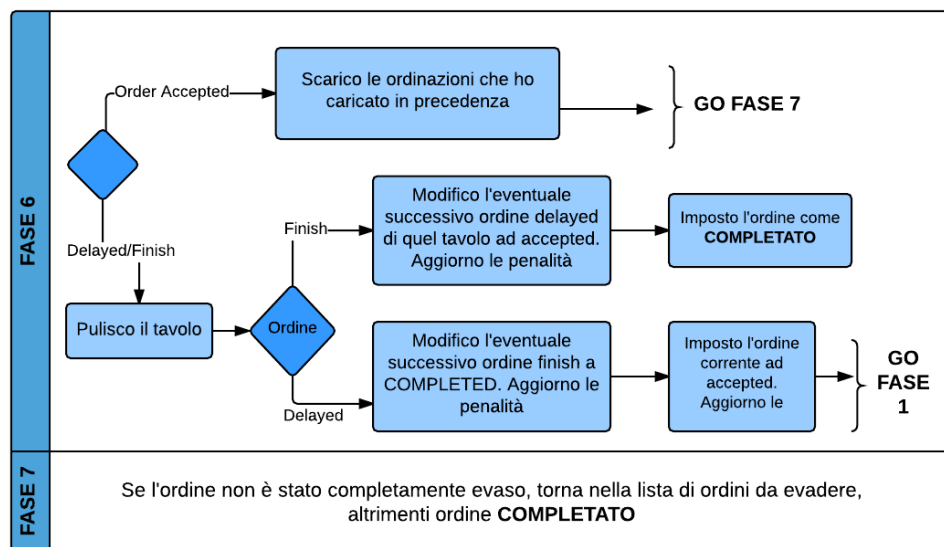 FASE 6
Order Accepted
Scarico le ordinazioni che ho
caricato in precedenza
GO FASE 7
Delayed/Finish
Pulisco il tavolo
Ordine
Finish
Modifico l'eventuale
successivo ordine delayed
di quel tavolo ad accepted.
Aggiorno le penalità
Imposto l'ordine come
COMPLETATO
Delayed
Modifico l'eventuale
successivo ordine finish a
COMPLETED. Aggiorno le
penalità
Imposto l'ordine
corrente ad
accepted.
Aggiorno le
GO
FASE
1
FASE 7
Se l'ordine non è stato completamente evaso, torna nella lista di ordini da evadere,
altrimenti ordine COMPLETATO